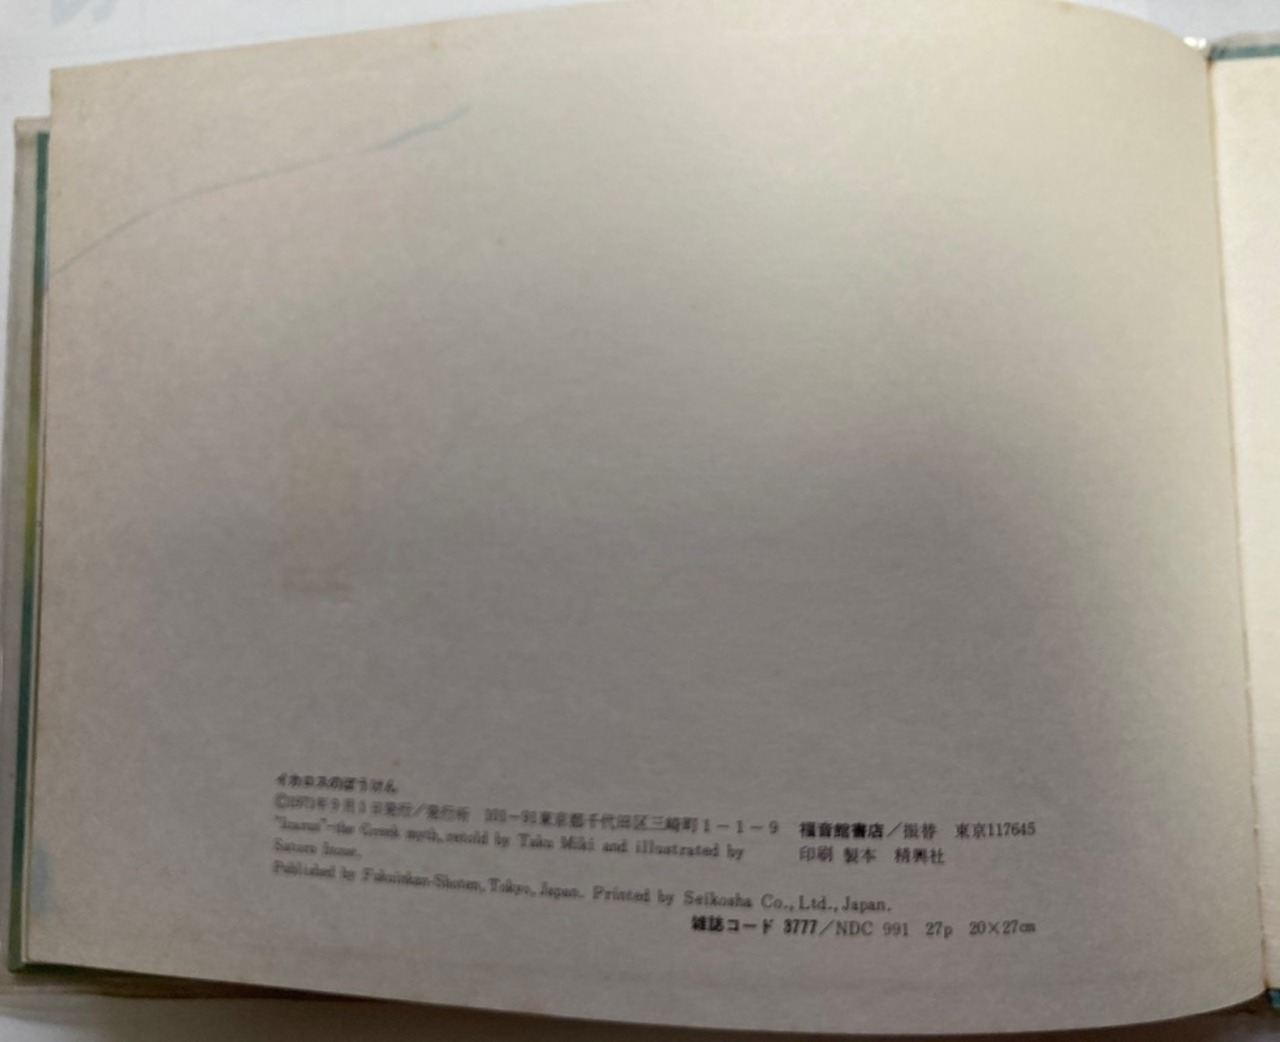 イカロスのぼうけん
©1971年9月1日発行／発行所 101-91東京都千代田区三崎町1-1-9 福音館書店／振替 東京117645
"Icarus"—the Greek myth, retold by Taku Miki and illustrated by 印刷 製本 精興社
Satoru Inoue.
Published by Fukuinkan-Shoten, Tokyo, Japan. Printed by Seikosha Co., Ltd., Japan.
雑誌コード 3777／NDC 991 27p 20×27cm